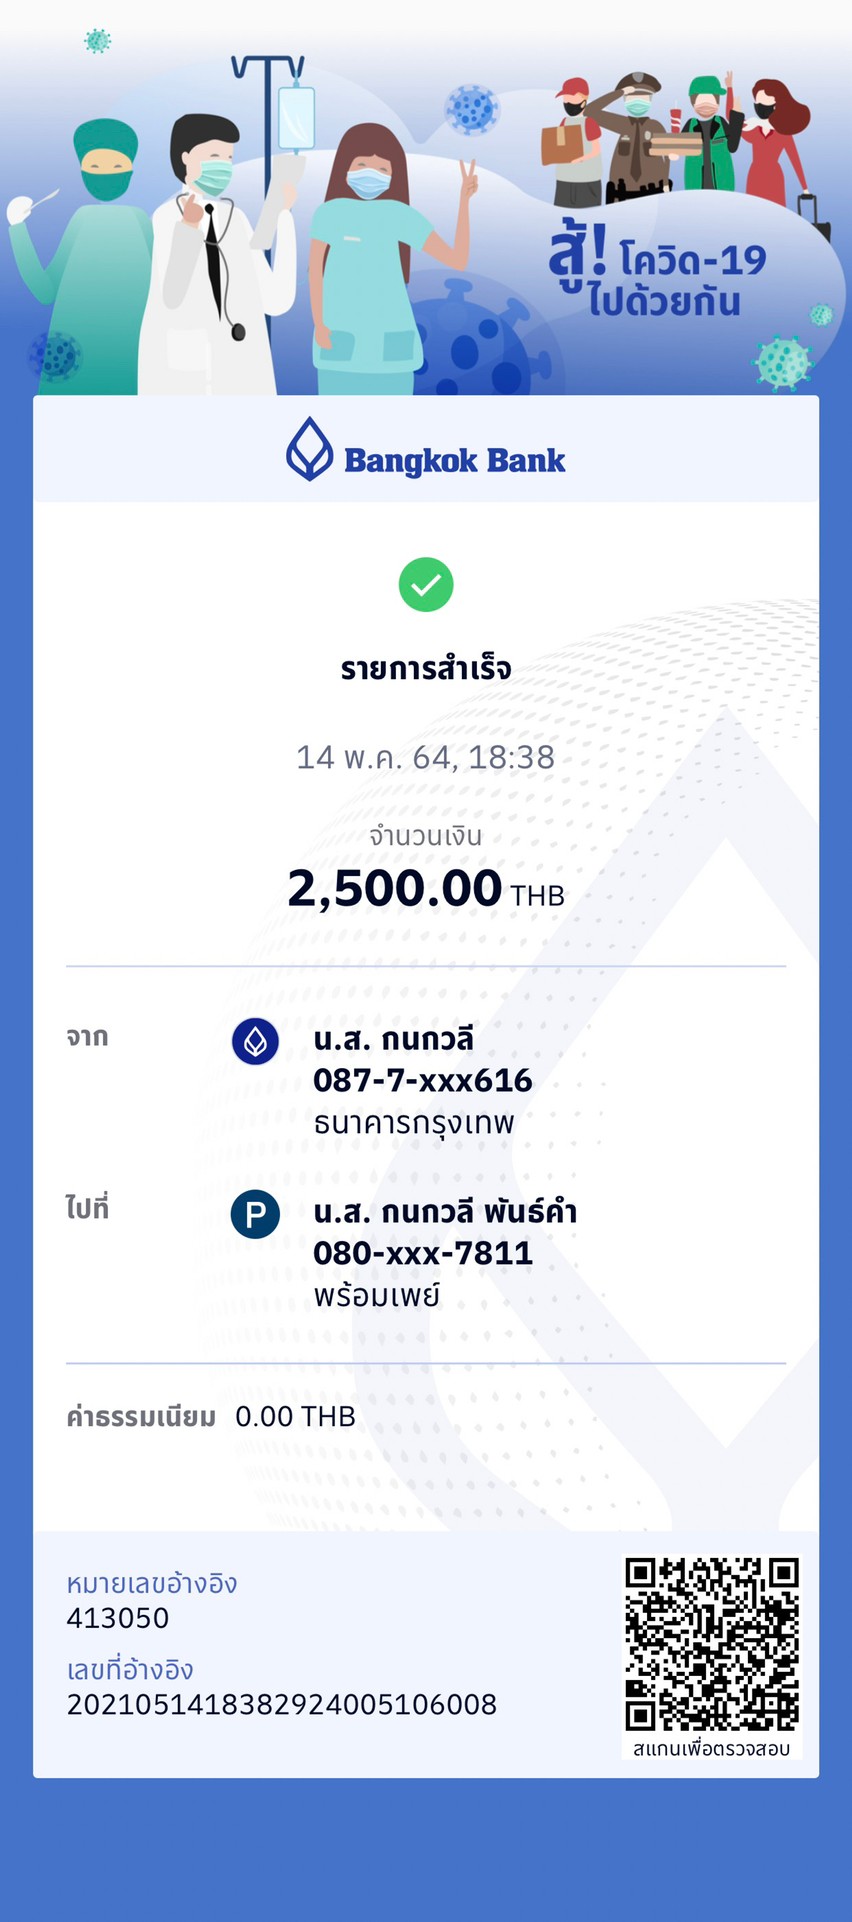 สู้! โควิด-19
ไปด้วยกัน
Bangkok Bank
รายการสำเร็จ
14 พ.ค. 64, 18:38
จำนวนเงิน
2,500.00 THB
จาก
น.ส. กนกวลี
087-7-xxx616
ธนาคารกรุงเทพ
ไปที่
P
น.ส. กนกวลี พันธ์คำ
080-xxx-7811
พร้อมเพย์
ค่าธรรมเนียม 0.00 THB
หมายเลขอ้างอิง
413050
เลขที่อ้างอิง
2021051418382924005106008
สแกนเพื่อตรวจสอบ